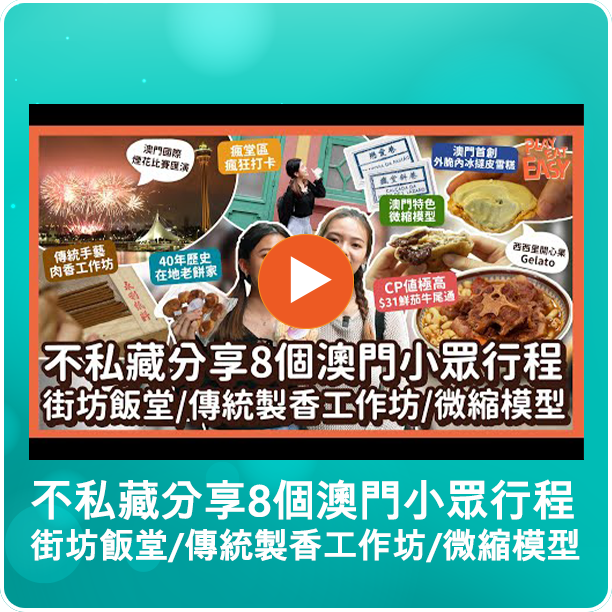 澳門國際
煙花比賽匯演
瘋堂區
瘋狂打卡
澳門首創
外脆內冰撻皮雪糕
PLAY
EAT
EASY
澳門特色
微縮模型
傳統手藝
肉香工作坊
40年歷史
在地老餅家
西西里開心果
Gelato
CP值極高
$31鮮茄牛尾通
不私藏分享8個澳門小眾行程
街坊飯堂/傳統製香工作坊/微縮模型
不私藏分享8個澳門小眾行程
街坊飯堂/傳統製香工作坊/微縮模型